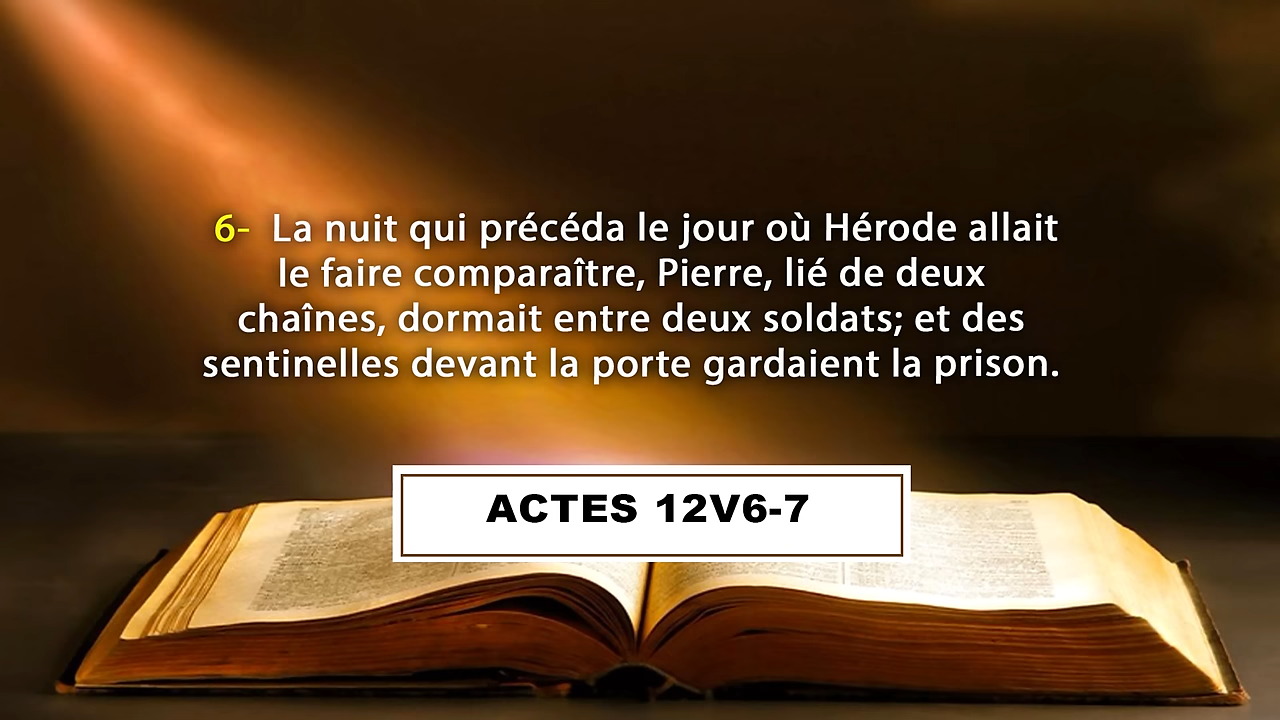 6- La nuit qui précéda le jour où Hérode allait
le faire comparaître, Pierre, lié de deux
chaînes, dormait entre deux soldats; et des
sentinelles devant la porte gardaient la prison.
ACTES 12V6-7